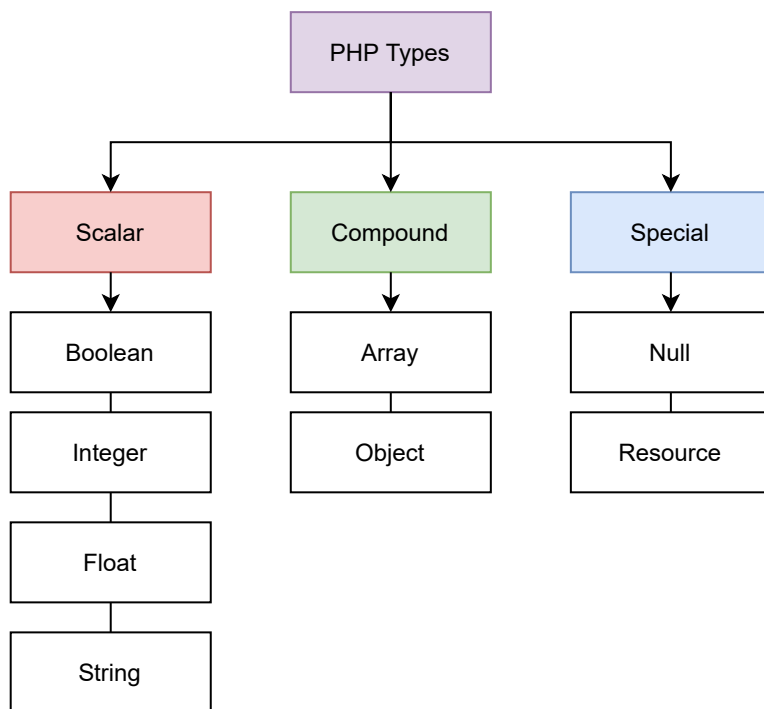 PHP Types
Scalar
Compound
Special
Boolean
Array
Null
Integer
Object
Resource
Float
String